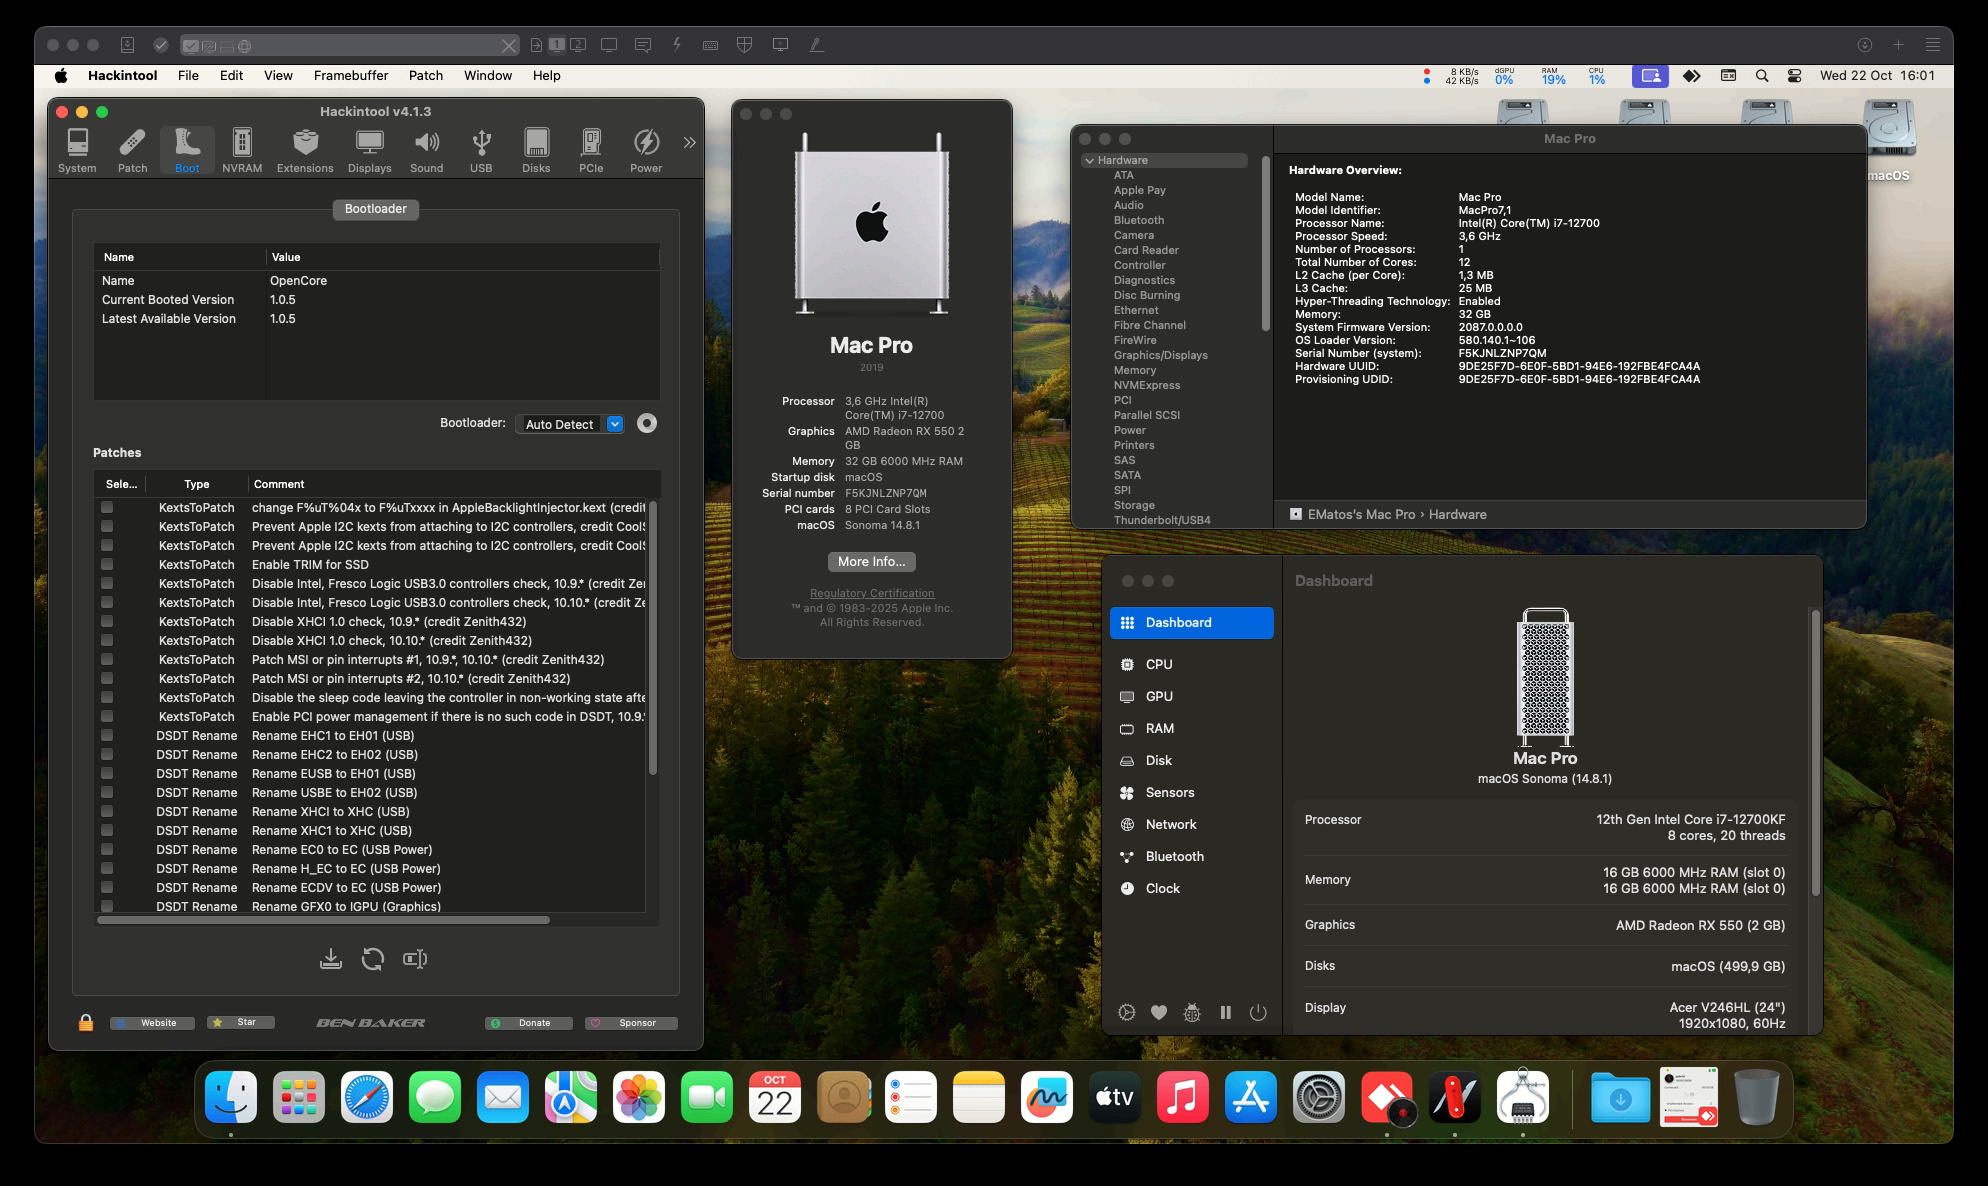 1
2
Hackintool File Edit View Framebuffer Patch Window Help
8 KB/s
42 KB/s
dGPU
0%
RAM
19%
CPU
1%
Wed 22 Oct 16:01
Hackintool v4.1.3
System
Patch
Boot
NVRAM
Extensions
Displays
Sound
USB
Disks
PCIe
Power
Bootloader
Name Value
Name OpenCore
Current Booted Version 1.0.5
Latest Available Version 1.0.5
Bootloader: Auto Detect
Patches
Sele... Type Comment
KextsToPatch change F%uT%04x to F%uTxxxx in AppleBacklightInjector.kext (credit
KextsToPatch Prevent Apple I2C kexts from attaching to I2C controllers, credit CoolS
KextsToPatch Prevent Apple I2C kexts from attaching to I2C controllers, credit CoolS
KextsToPatch Enable TRIM for SSD
KextsToPatch Disable Intel, Fresco Logic USB3.0 controllers check, 10.9.* (credit Zen
KextsToPatch Disable Intel, Fresco Logic USB3.0 controllers check, 10.10.* (credit Ze
KextsToPatch Disable XHCI 1.0 check, 10.9.* (credit Zenith432)
KextsToPatch Disable XHCI 1.0 check, 10.10.* (credit Zenith432)
KextsToPatch Patch MSI or pin interrupts #1, 10.9.*, 10.10.* (credit Zenith432)
KextsToPatch Patch MSI or pin interrupts #2, 10.10.* (credit Zenith432)
KextsToPatch Disable the sleep code leaving the controller in non-working state afte
KextsToPatch Enable PCI power management if there is no such code in DSDT, 10.9.*
DSDT Rename Rename EHC1 to EH01 (USB)
DSDT Rename Rename EHC2 to EH02 (USB)
DSDT Rename Rename EUSB to EH01 (USB)
DSDT Rename Rename USBE to EH02 (USB)
DSDT Rename Rename XHCI to XHC (USB)
DSDT Rename Rename XHC1 to XHC (USB)
DSDT Rename Rename EC0 to EC (USB Power)
DSDT Rename Rename H_EC to EC (USB Power)
DSDT Rename Rename ECDV to EC (USB Power)
DSDT Rename Rename GFX0 to IGPU (Graphics)
Website
Star
BEN BAKER
Donate
Sponsor
Mac Pro
2019
Processor 3,6 GHz Intel(R)
Core(TM) i7-12700
Graphics AMD Radeon RX 550 2
GB
Memory 32 GB 6000 MHz RAM
Startup disk macOS
Serial number F5KJNLZNP7QM
PCI cards 8 PCI Card Slots
macOS Sonoma 14.8.1
More Info...
Regulatory Certification
™ and © 1983-2025 Apple Inc.
All Rights Reserved.
Mac Pro
Hardware
ATA
Apple Pay
Audio
Bluetooth
Camera
Card Reader
Controller
Diagnostics
Disc Burning
Ethernet
Fibre Channel
FireWire
Graphics/Displays
Memory
NVMExpress
PCI
Parallel SCSI
Power
Printers
SAS
SATA
SPI
Storage
Thunderbolt/USB4
Hardware Overview:
Model Name: Mac Pro
Model Identifier: MacPro7,1
Processor Name: Intel(R) Core(TM) i7-12700
Processor Speed: 3,6 GHz
Number of Processors: 1
Total Number of Cores: 12
L2 Cache (per Core): 1,3 MB
L3 Cache: 25 MB
Hyper-Threading Technology: Enabled
Memory: 32 GB
System Firmware Version: 2087.0.0.0.0
OS Loader Version: 580.140.1~106
Serial Number (system): F5KJNLZNP7QM
Hardware UUID: 9DE25F7D-6E0F-5BD1-94E6-192FBE4FCA4A
Provisioning UDID: 9DE25F7D-6E0F-5BD1-94E6-192FBE4FCA4A
EMatos's Mac Pro › Hardware
macOS
Dashboard
Dashboard
CPU
GPU
RAM
Disk
Sensors
Network
Bluetooth
Clock
Mac Pro
macOS Sonoma (14.8.1)
Processor 12th Gen Intel Core i7-12700KF
8 cores, 20 threads
Memory 16 GB 6000 MHz RAM (slot 0)
16 GB 6000 MHz RAM (slot 0)
Graphics AMD Radeon RX 550 (2 GB)
Disks macOS (499,9 GB)
Display Acer V246HL (24")
1920x1080, 60Hz
OCT
22
tv